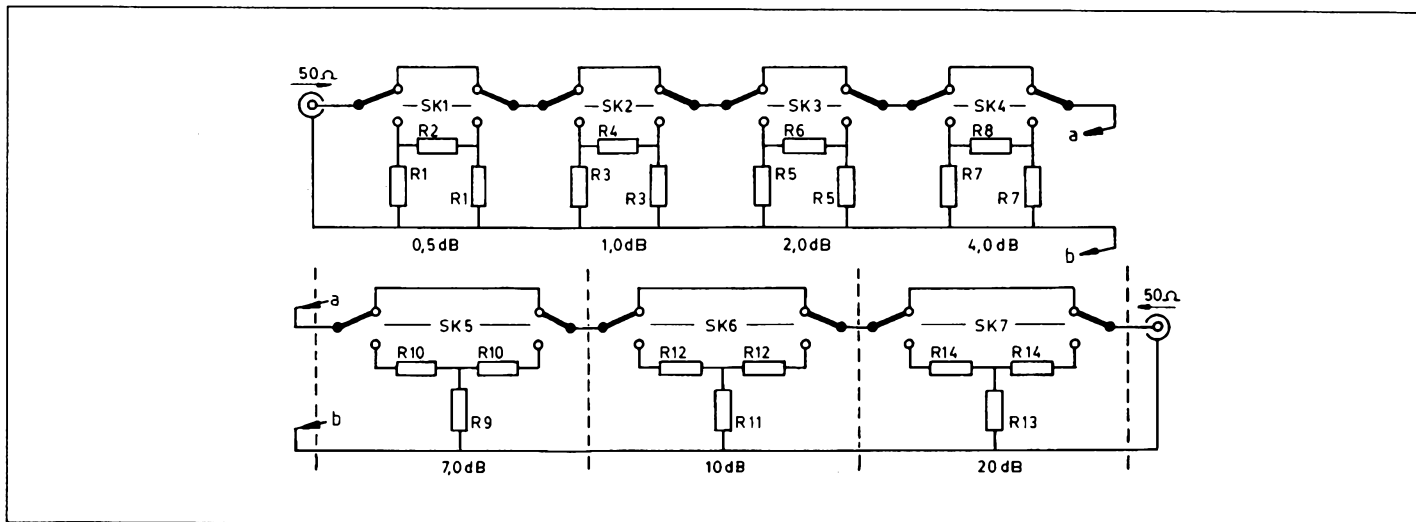 50Ω
SK1 SK2 SK3 SK4
a
R2 R4 R6 R8
R1 R1 R3 R3 R5 R5 R7 R7
0,5dB 1,0dB 2,0dB 4,0dB
b
a
50Ω
SK5 SK6 SK7
R10 R10 R12 R12 R14 R14
b
R9 R11 R13
7,0dB 10dB 20dB